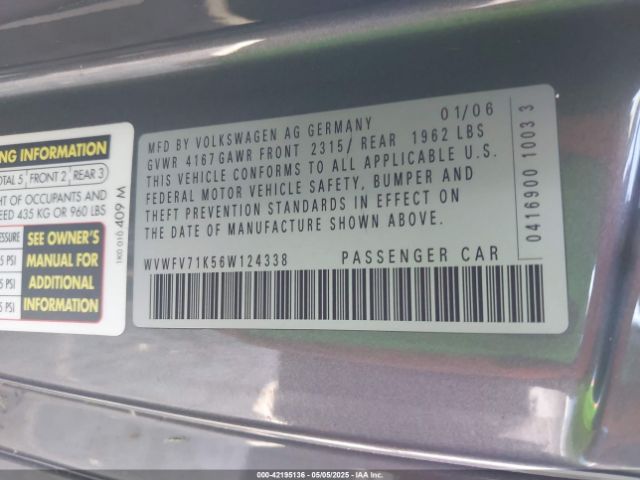 NG INFORMATION
TOTAL 5 FRONT 2 REAR 3
HT OF OCCUPANTS AND
EED 435 KG OR 960 LBS
SSURE
5 PSI
5 PSI
5 PSI
SEE OWNER'S
MANUAL FOR
ADDITIONAL
INFORMATION
1K0 010 409 M
01/06
MFD BY VOLKSWAGEN AG GERMANY
GVWR 4167 GAWR FRONT 2315/ REAR 1962 LBS
THIS VEHICLE CONFORMS TO ALL APPLICABLE U.S.
FEDERAL MOTOR VEHICLE SAFETY, BUMPER AND
THEFT PREVENTION STANDARDS IN EFFECT ON
THE DATE OF MANUFACTURE SHOWN ABOVE.
WVWFV71K56W124338 PASSENGER CAR
0416900 10033
000-42195136 - 05/05/2025 - IAA Inc.